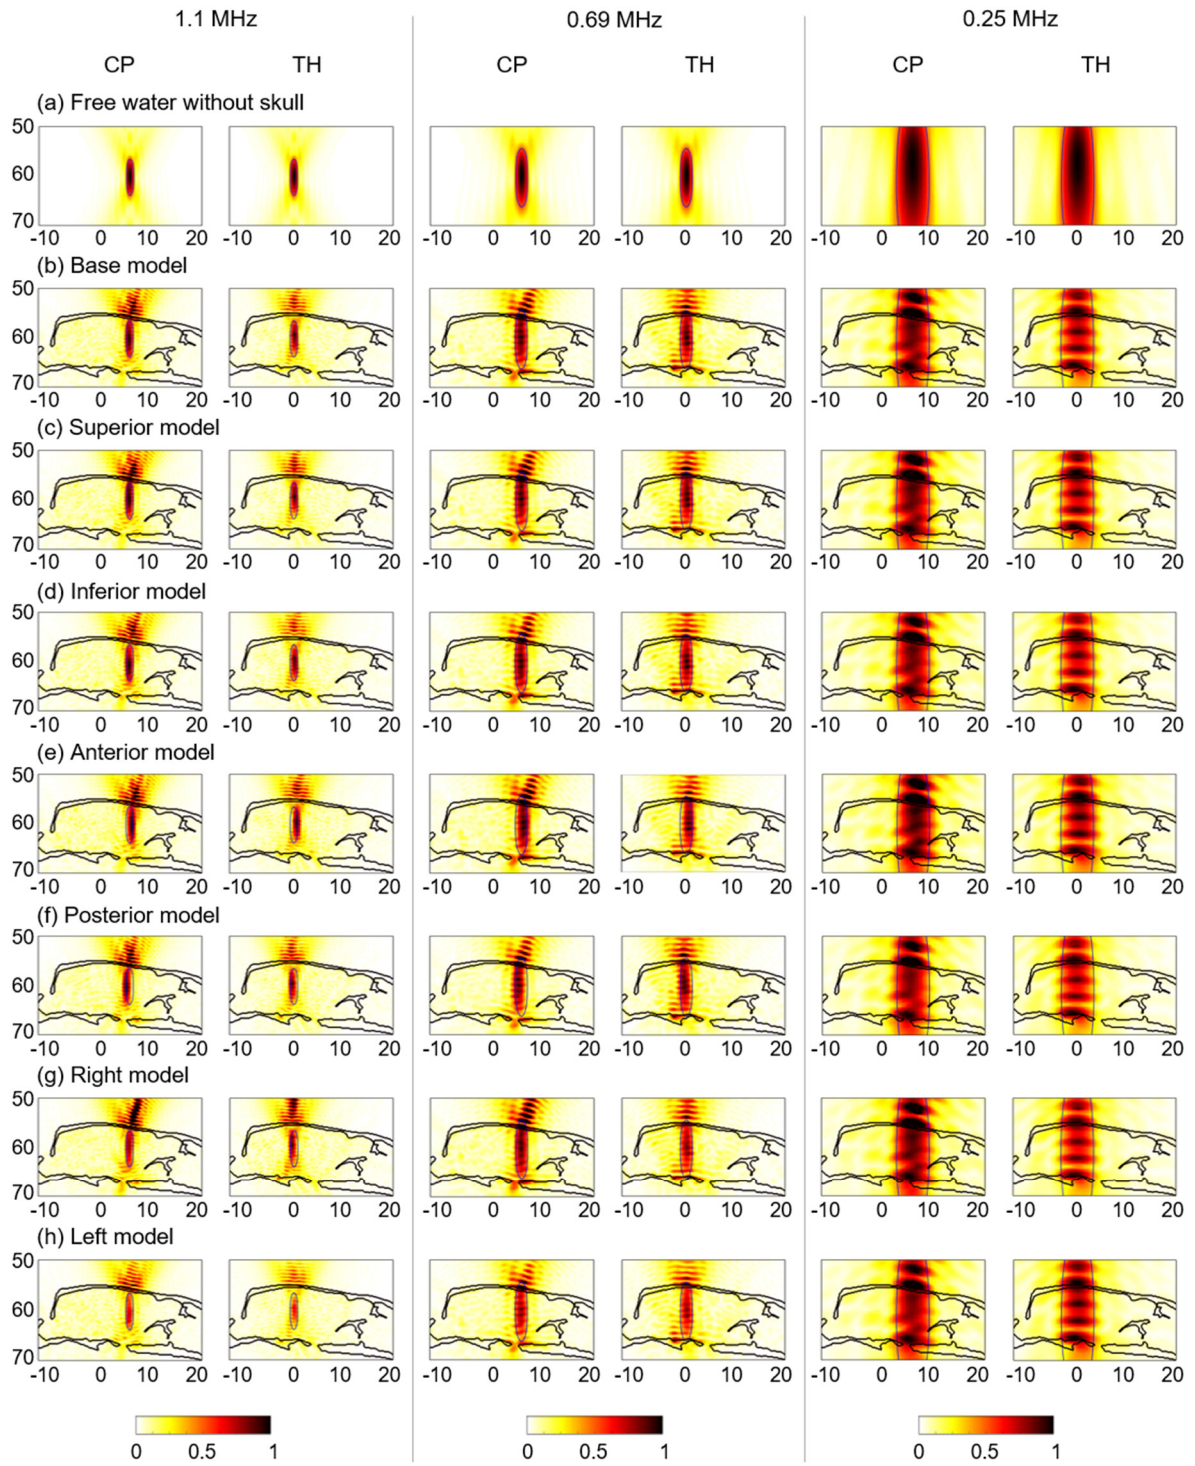 1.1 MHz 0.69 MHz 0.25 MHz
CP TH CP TH CP TH
(a) Free water without skull
50
60
70
-10 0 10 20 -10 0 10 20 -10 0 10 20 -10 0 10 20 -10 0 10 20 -10 0 10 20
(b) Base model
50
60
70
-10 0 10 20 -10 0 10 20 -10 0 10 20 -10 0 10 20 -10 0 10 20 -10 0 10 20
(c) Superior model
50
60
70
-10 0 10 20 -10 0 10 20 -10 0 10 20 -10 0 10 20 -10 0 10 20 -10 0 10 20
(d) Inferior model
50
60
70
-10 0 10 20 -10 0 10 20 -10 0 10 20 -10 0 10 20 -10 0 10 20 -10 0 10 20
(e) Anterior model
50
60
70
-10 0 10 20 -10 0 10 20 -10 0 10 20 -10 0 10 20 -10 0 10 20 -10 0 10 20
(f) Posterior model
50
60
70
-10 0 10 20 -10 0 10 20 -10 0 10 20 -10 0 10 20 -10 0 10 20 -10 0 10 20
(g) Right model
50
60
70
-10 0 10 20 -10 0 10 20 -10 0 10 20 -10 0 10 20 -10 0 10 20 -10 0 10 20
(h) Left model
50
60
70
-10 0 10 20 -10 0 10 20 -10 0 10 20 -10 0 10 20 -10 0 10 20 -10 0 10 20
0 0.5 1 0 0.5 1 0 0.5 1